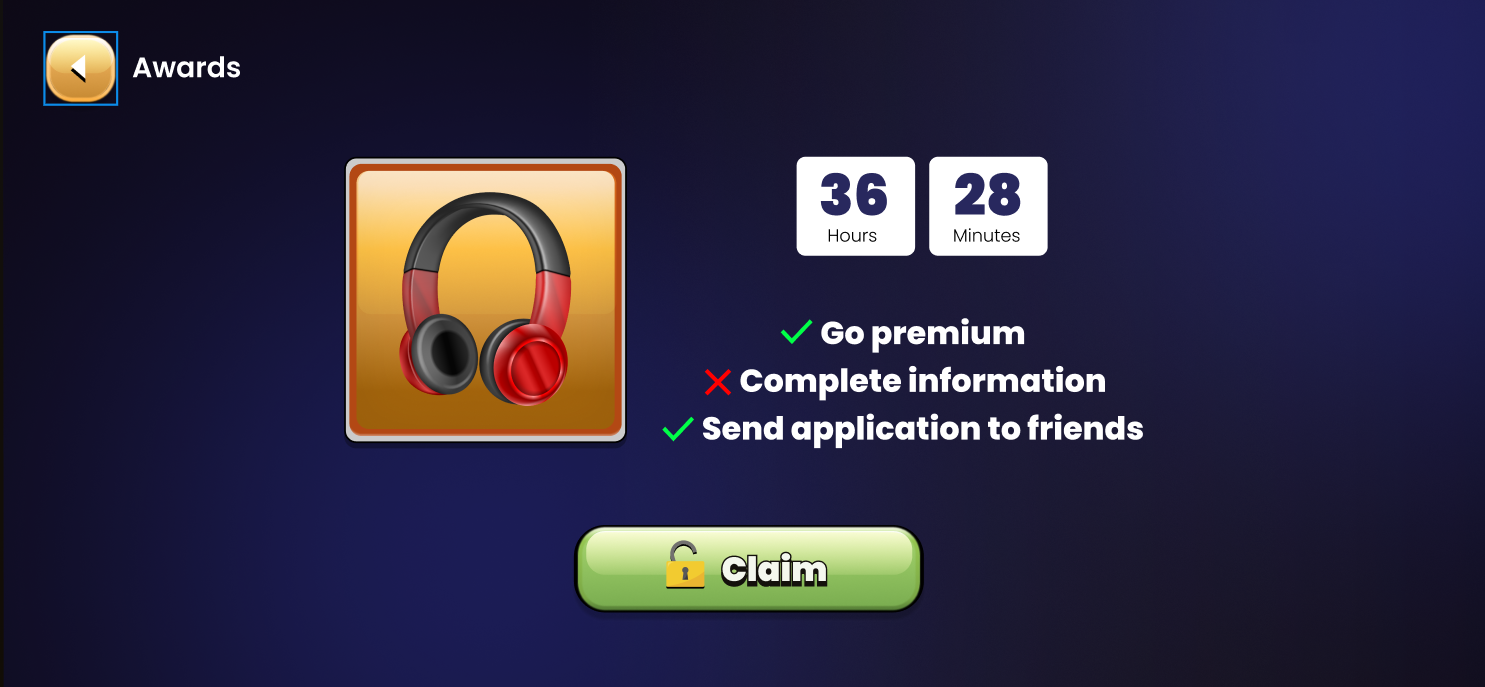 Awards
36 28
Hours Minutes
Go premium
Complete information
Send application to friends
Claim